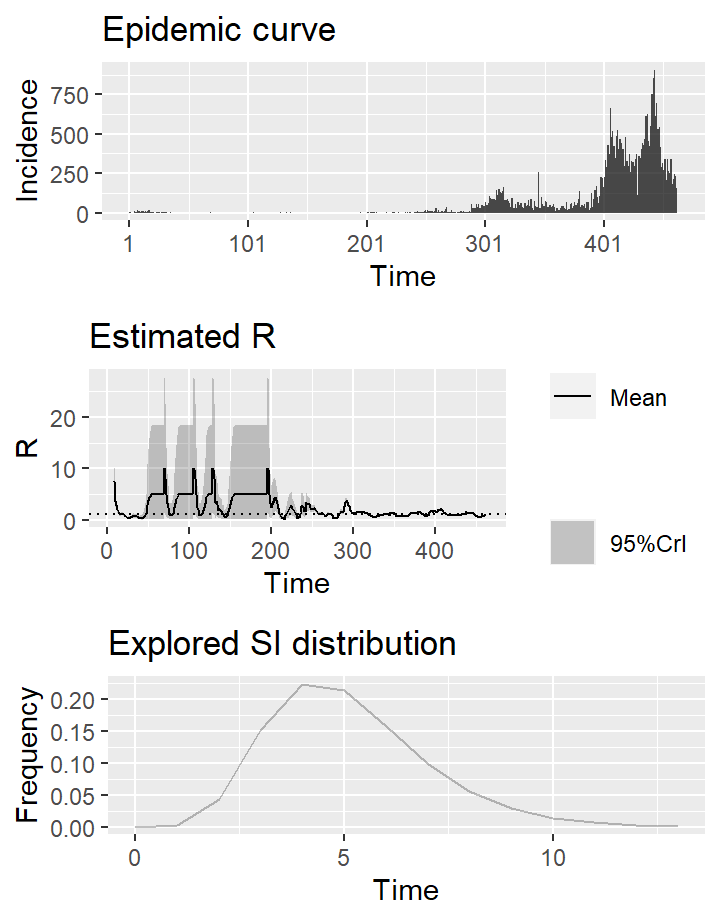 Epidemic curve
Incidence
750
500
250
0
1 101 201 301 401
Time
Estimated R
R
20
10
0
0 100 200 300 400
Time
Mean
95%CrI
Explored SI distribution
Frequency
0.20
0.15
0.10
0.05
0.00
0 5 10
Time